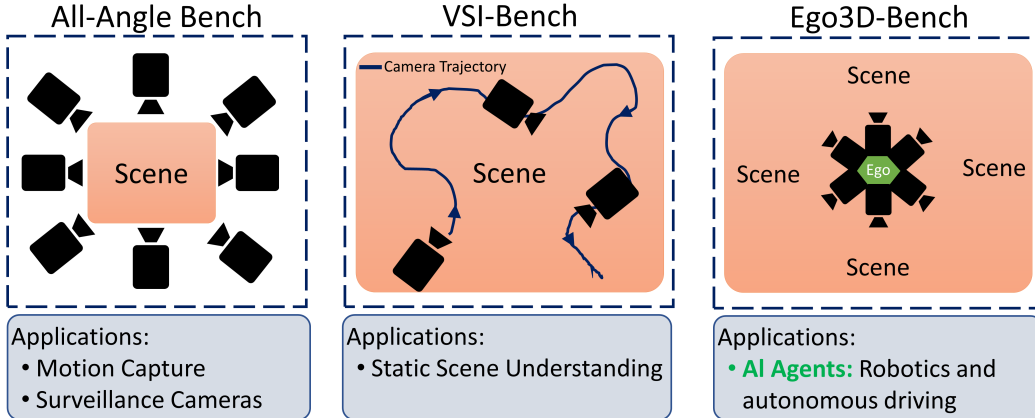 All-Angle Bench
Scene
Applications:
• Motion Capture
• Surveillance Cameras
VSI-Bench
Camera Trajectory
Scene
Applications:
• Static Scene Understanding
Ego3D-Bench
Scene
Scene
Ego
Scene
Scene
Applications:
• AI Agents: Robotics and
autonomous driving